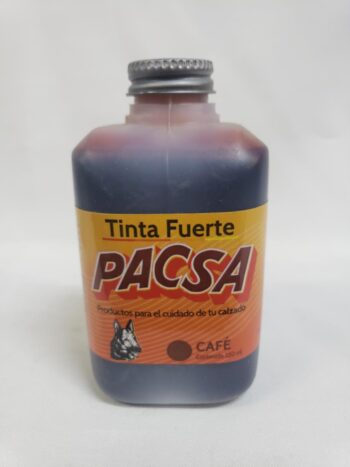 Tinta Fuerte
PACSA
Productos para el cuidado de tu calzado
CAFÉ